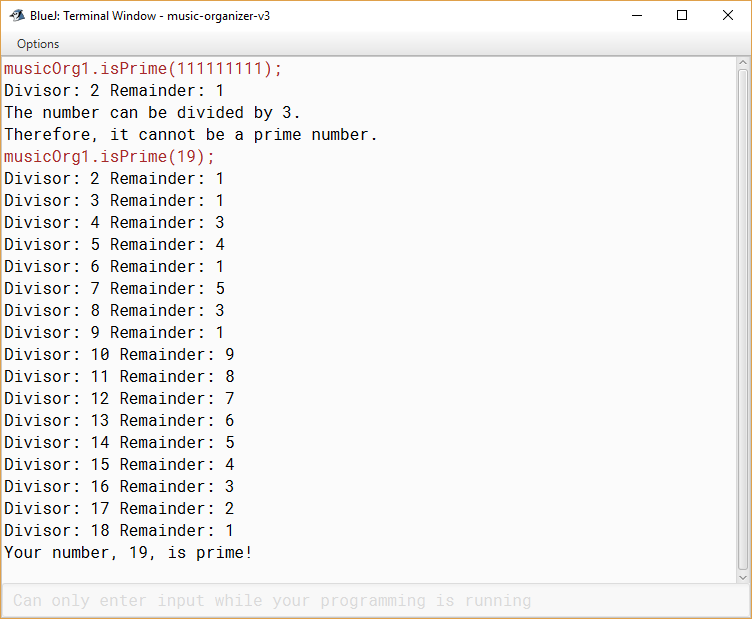 BlueJ: Terminal Window - music-organizer-v3
Options
musicOrg1.isPrime(111111111);
Divisor: 2 Remainder: 1
The number can be divided by 3.
Therefore, it cannot be a prime number.
musicOrg1.isPrime(19);
Divisor: 2 Remainder: 1
Divisor: 3 Remainder: 1
Divisor: 4 Remainder: 3
Divisor: 5 Remainder: 4
Divisor: 6 Remainder: 1
Divisor: 7 Remainder: 5
Divisor: 8 Remainder: 3
Divisor: 9 Remainder: 1
Divisor: 10 Remainder: 9
Divisor: 11 Remainder: 8
Divisor: 12 Remainder: 7
Divisor: 13 Remainder: 6
Divisor: 14 Remainder: 5
Divisor: 15 Remainder: 4
Divisor: 16 Remainder: 3
Divisor: 17 Remainder: 2
Divisor: 18 Remainder: 1
Your number, 19, is prime!
Can only enter input while your programming is running